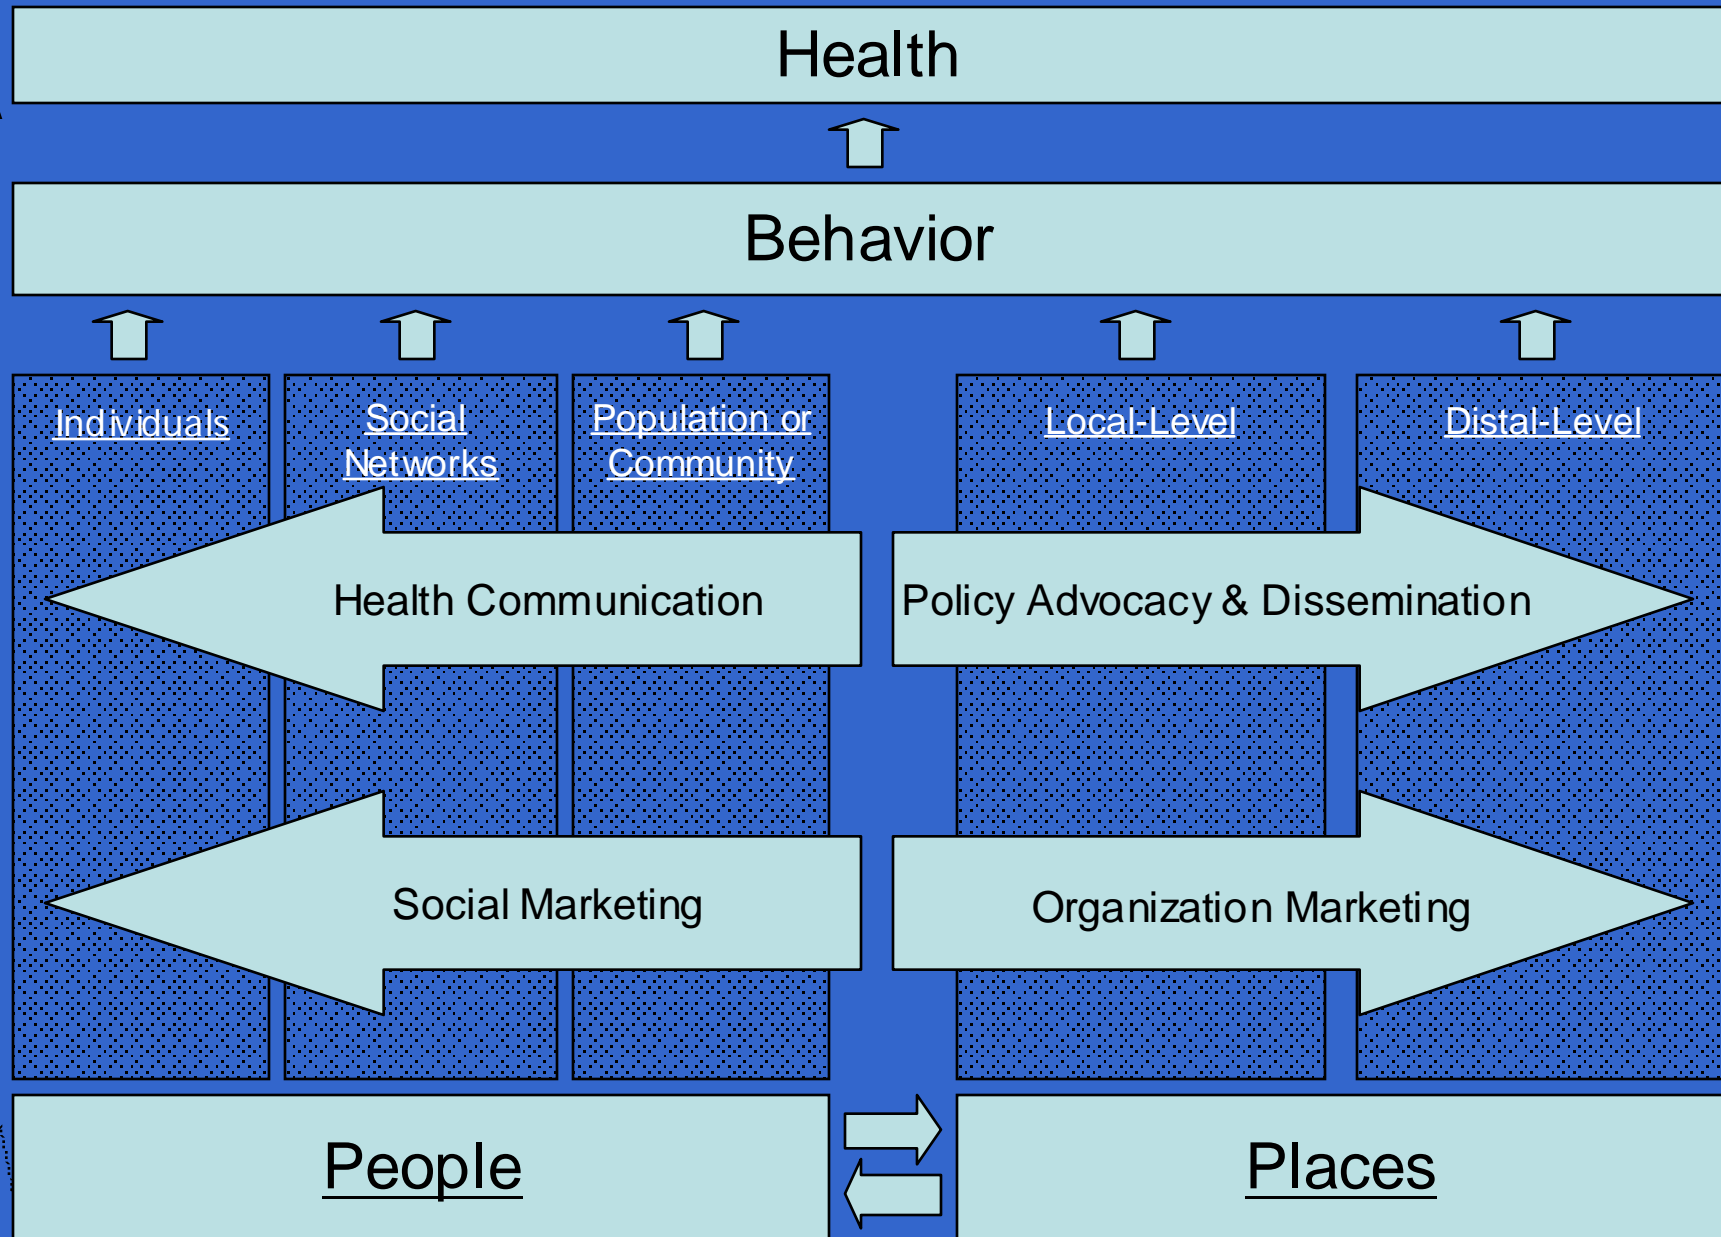 Health
Behavior
Individuals
Social
Networks
Population or
Community
Local-Level
Distal-Level
Health Communication
Policy Advocacy & Dissemination
Social Marketing
Organization Marketing
People
Places